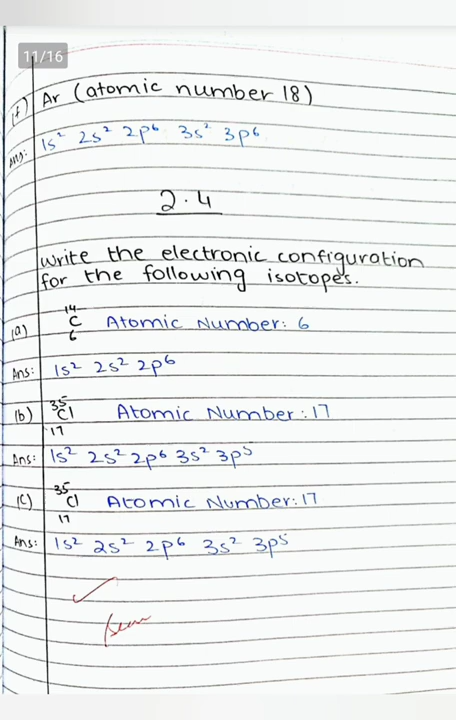 11/16
(f) Ar (atomic number 18)
Ans: 1s² 2s² 2p⁶ 3s² 3p⁶
2.4
Write the electronic configuration
for the following isotopes.
(a) ¹⁴₆C Atomic Number: 6
Ans: 1s² 2s² 2p⁶
(b) ³⁵₁₇Cl Atomic Number: 17
Ans: 1s² 2s² 2p⁶ 3s² 3p⁵
(C) ³⁵₁₇Cl Atomic Number: 17
Ans: 1s² 2s² 2p⁶ 3s² 3p⁵